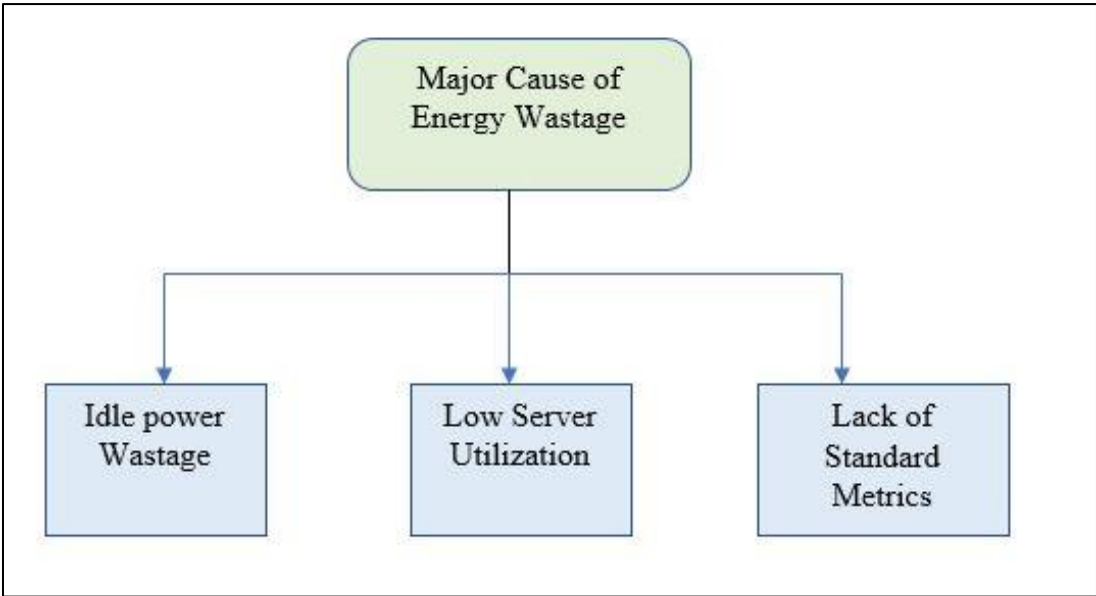 Major Cause of
Energy Wastage
Idle power
Wastage
Low Server
Utilization
Lack of
Standard
Metrics